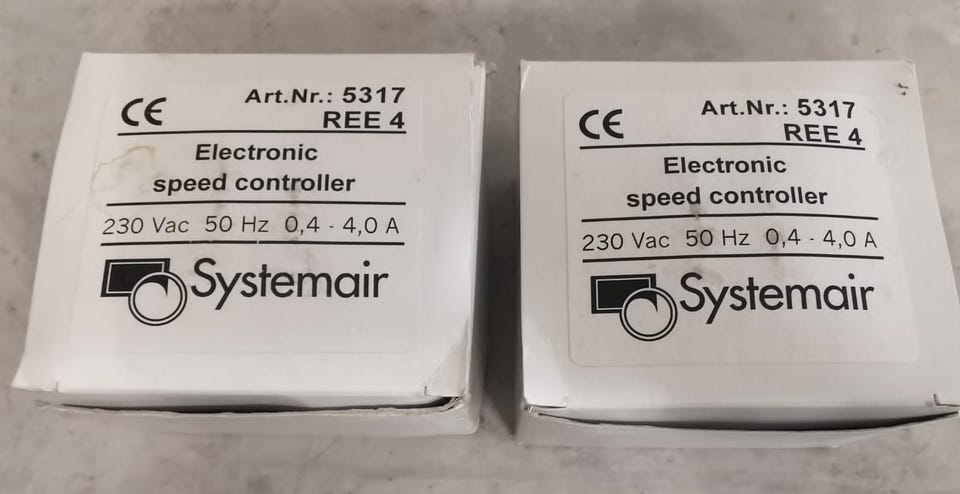 CE
Art.Nr.: 5317
REE 4
Electronic
speed controller
230 Vac 50 Hz 0,4 - 4,0 A
Systemair
CE
Art.Nr.: 5317
REE 4
Electronic
speed controller
230 Vac 50 Hz 0,4 - 4,0 A
Systemair